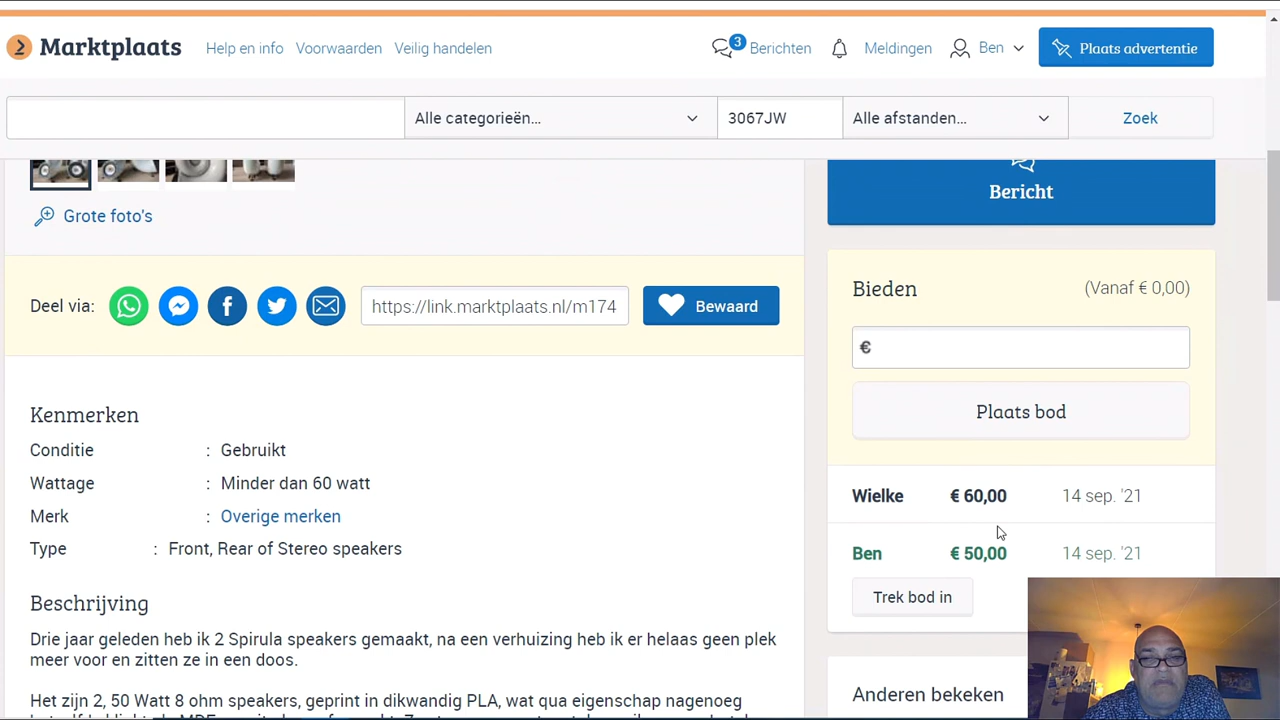 Marktplaats
Help en info Voorwaarden Veilig handelen
3 Berichten Meldingen Ben Plaats advertentie
Alle categorieën... 3067JW Alle afstanden... Zoek
Bericht
Grote foto's
Deel via: https://link.marktplaats.nl/m174 Bewaard
Bieden (Vanaf € 0,00)
€
Plaats bod
Kenmerken
Conditie : Gebruikt
Wattage : Minder dan 60 watt
Merk : Overige merken
Type : Front, Rear of Stereo speakers
Wielke € 60,00 14 sep. '21
Ben € 50,00 14 sep. '21
Trek bod in
Beschrijving
Drie jaar geleden heb ik 2 Spirula speakers gemaakt, na een verhuizing heb ik er helaas geen plek
meer voor en zitten ze in een doos.
Het zijn 2, 50 Watt 8 ohm speakers, geprint in dikwandig PLA, wat qua eigenschap nagenoeg
Anderen bekeken